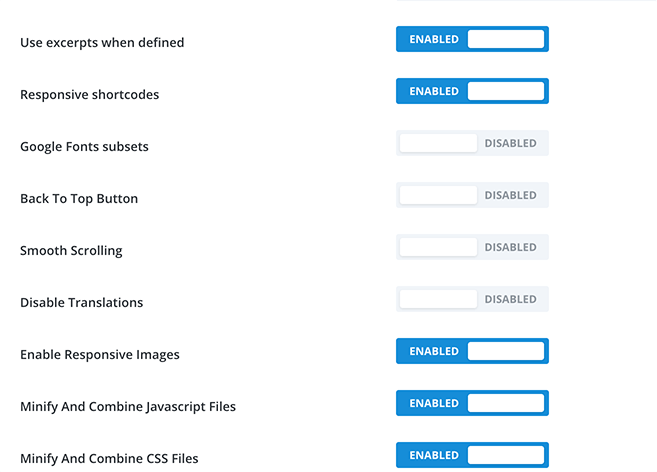 Use excerpts when defined ENABLED
Responsive shortcodes ENABLED
Google Fonts subsets DISABLED
Back To Top Button DISABLED
Smooth Scrolling DISABLED
Disable Translations DISABLED
Enable Responsive Images ENABLED
Minify And Combine Javascript Files ENABLED
Minify And Combine CSS Files ENABLED